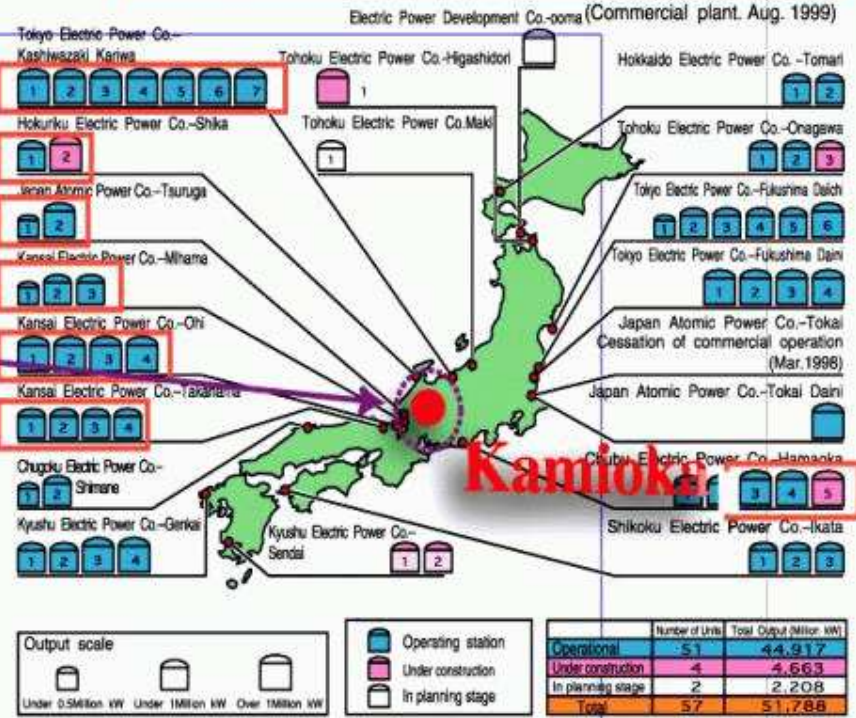 Electric Power Development Co.-ooma (Commercial plant. Aug. 1999)
Tokyo Electric Power Co.-
Kashiwazaki Kariwa
1 2 3 4 5 6 7
Tohoku Electric Power Co.-Higashidori
1
Hokkaido Electric Power Co.-Tomari
1 2
Hokuriku Electric Power Co.-Shika
1 2
Tohoku Electric Power Co.Maki
1
Tohoku Electric Power Co.-Onagawa
1 2 3
Japan Atomic Power Co.-Tsuruga
1 2
Tokyo Electric Power Co.-Fukushima Daich
1 2 3 4 5 6
Kansai Electric Power Co.-Mihama
1 2 3
Tokyo Electric Power Co.-Fukushima Daini
1 2 3 4
Kansai Electric Power Co.-Ohi
1 2 3 4
Japan Atomic Power Co.-Tokai
Cessation of commercial operation
(Mar.1998)
Kansai Electric Power Co.-Takahama
1 2 3 4
Japan Atomic Power Co.-Tokai Daini
Chubu Electric Power Co.-Hamaoka
3 4 5
Kamioka
Chugoku Electric Power Co.-
Shimane
1 2
Kyushu Electric Power Co.-Genkai
1 2 3 4
Kyushu Electric Power Co.-
Sendai
1 2
Shikoku Electric Power Co.-Ikata
1 2 3
Output scale
Under 0.5Million kW Under 1Million kW Over 1Million kW
Operating station
Under construction
In planning stage
Number of Units Total Output (Million kW)
Operational 51 44.917
Under construction 4 4.663
In planning stage 2 2.208
Total 57 51.788